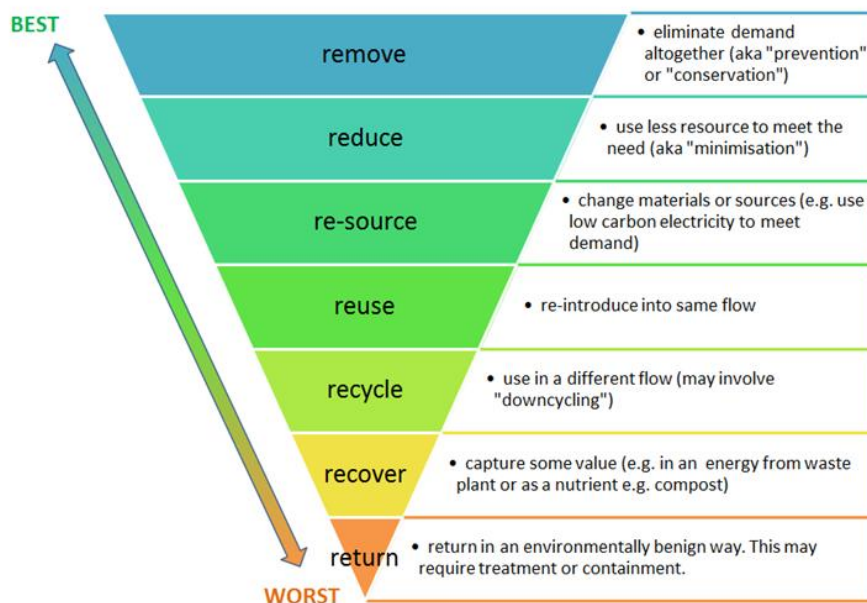 BEST
remove
• eliminate demand
altogether (aka "prevention"
or "conservation")
reduce
• use less resource to meet the
need (aka "minimisation")
re-source
• change materials or sources (e.g. use
low carbon electricity to meet
demand)
reuse
• re-introduce into same flow
recycle
• use in a different flow (may involve
"downcycling")
recover
• capture some value (e.g. in an energy from waste
plant or as a nutrient e.g. compost)
return
• return in an environmentally benign way. This may
require treatment or containment.
WORST